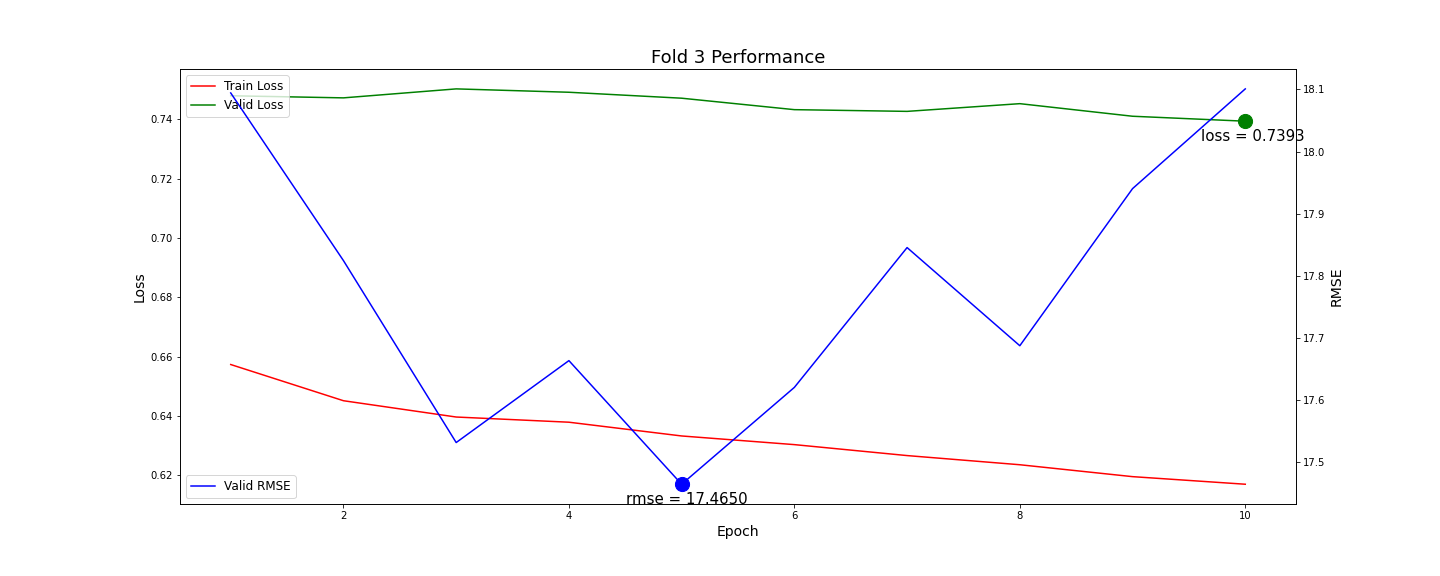 Fold 3 Performance
Train Loss
Valid Loss
Valid RMSE
loss = 0.7393
rmse = 17.4650
Loss
0.74
0.72
0.70
0.68
0.66
0.64
0.62
RMSE
18.1
18.0
17.9
17.8
17.7
17.6
17.5
2
4
6
8
10
Epoch